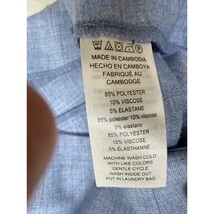 MADE IN CAMBODIA
HECHO EN CAMBOYA
FABRIQUÉ AU
CAMBODGE
85% POLYESTER
10% VISCOSE
5% ELASTANE
85% poliéster 10% viscosa
5% elastano
85% POLYESTER
10% VISCOSE
5% ÉLASTHANNE
MACHINE WASH COLD
WITH LIKE COLORS
GENTLE CYCLE
WASH INSIDE OUT
PUT IN LAUNDRY BAG